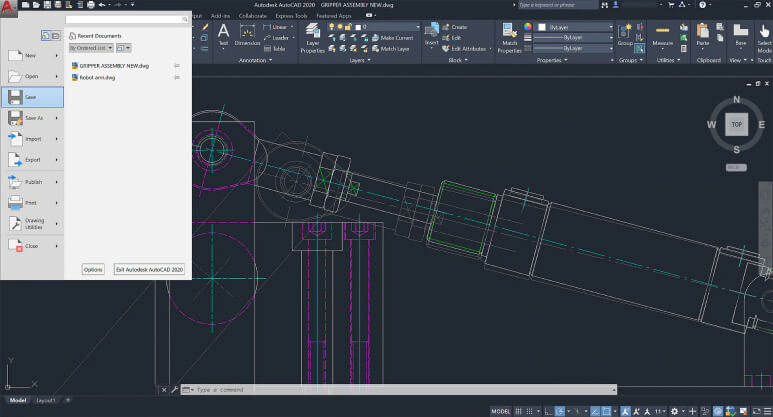 Autodesk AutoCAD 2020 GRIPPER ASSEMBLY NEW.dwg
Type a keyword or phrase
Output Add-ins Collaborate Express Tools Featured Apps
Recent Documents
By Ordered List
GRIPPER ASSEMBLY NEW.dwg
Robot arm.dwg
New
Open
Save
Save As
Import
Export
Publish
Print
Drawing
Utilities
Close
Options
Exit Autodesk AutoCAD 2020
Text
Dimension
Linear
Leader
Table
Annotation
Layer
Properties
Make Current
Match Layer
Layers
Insert
Create
Edit
Edit Attributes
Block
Match
Properties
ByLayer
ByLayer
ByLayer
Properties
Group
Groups
Measure
Utilities
Paste
Clipboard
Base
View
Select
Mode
Touch
N
W
TOP
E
S
WCS
Y
X
Type a command
Model
Layout1
+
MODEL
1:1